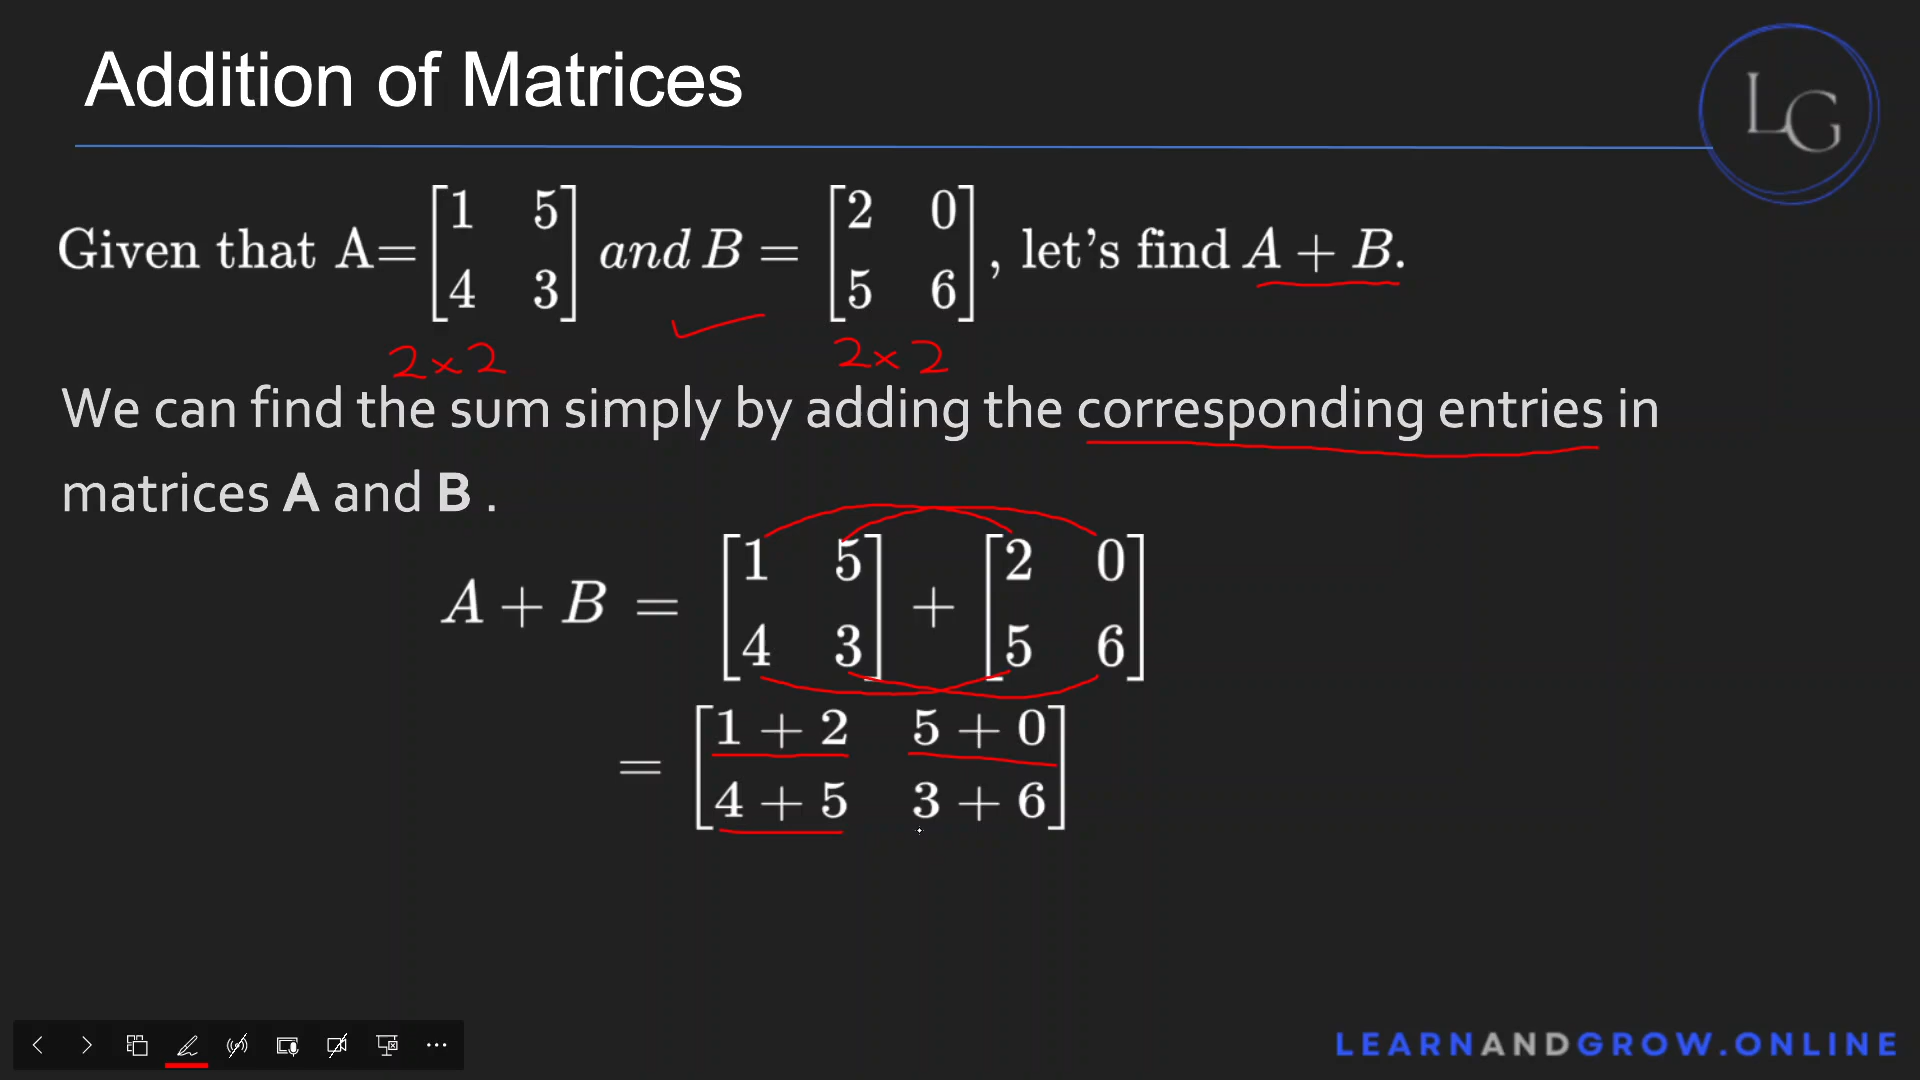 Addition of Matrices
LG
Given that A= [1 5 4 3] and B = [2 0 5 6], let's find A + B.
2×2 2×2
We can find the sum simply by adding the corresponding entries in
matrices A and B .
A + B = [1 5 4 3] + [2 0 5 6]
= [1 + 2 5 + 0 4 + 5 3 + 6]
LEARNANDGROW.ONLINE